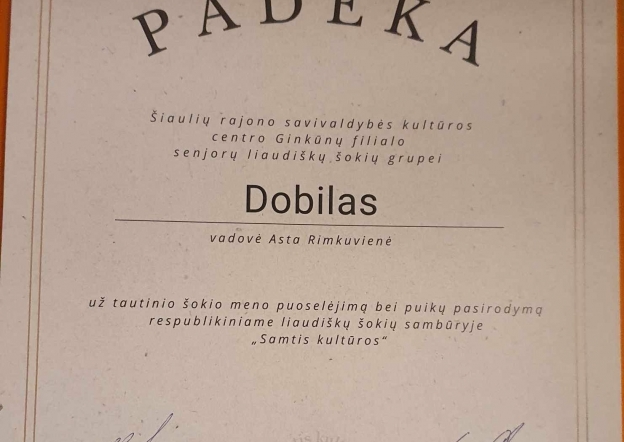 PADĖKA
Šiaulių rajono savivaldybės kultūros
centro Ginkūnų filialo
senjorų liaudiškų šokių grupei
Dobilas
vadovė Asta Rimkuvienė
už tautinio šokio meno puoselėjimą bei puikų pasirodymą
respublikiniame liaudiškų šokių sambūryje
„Samtis kultūros“